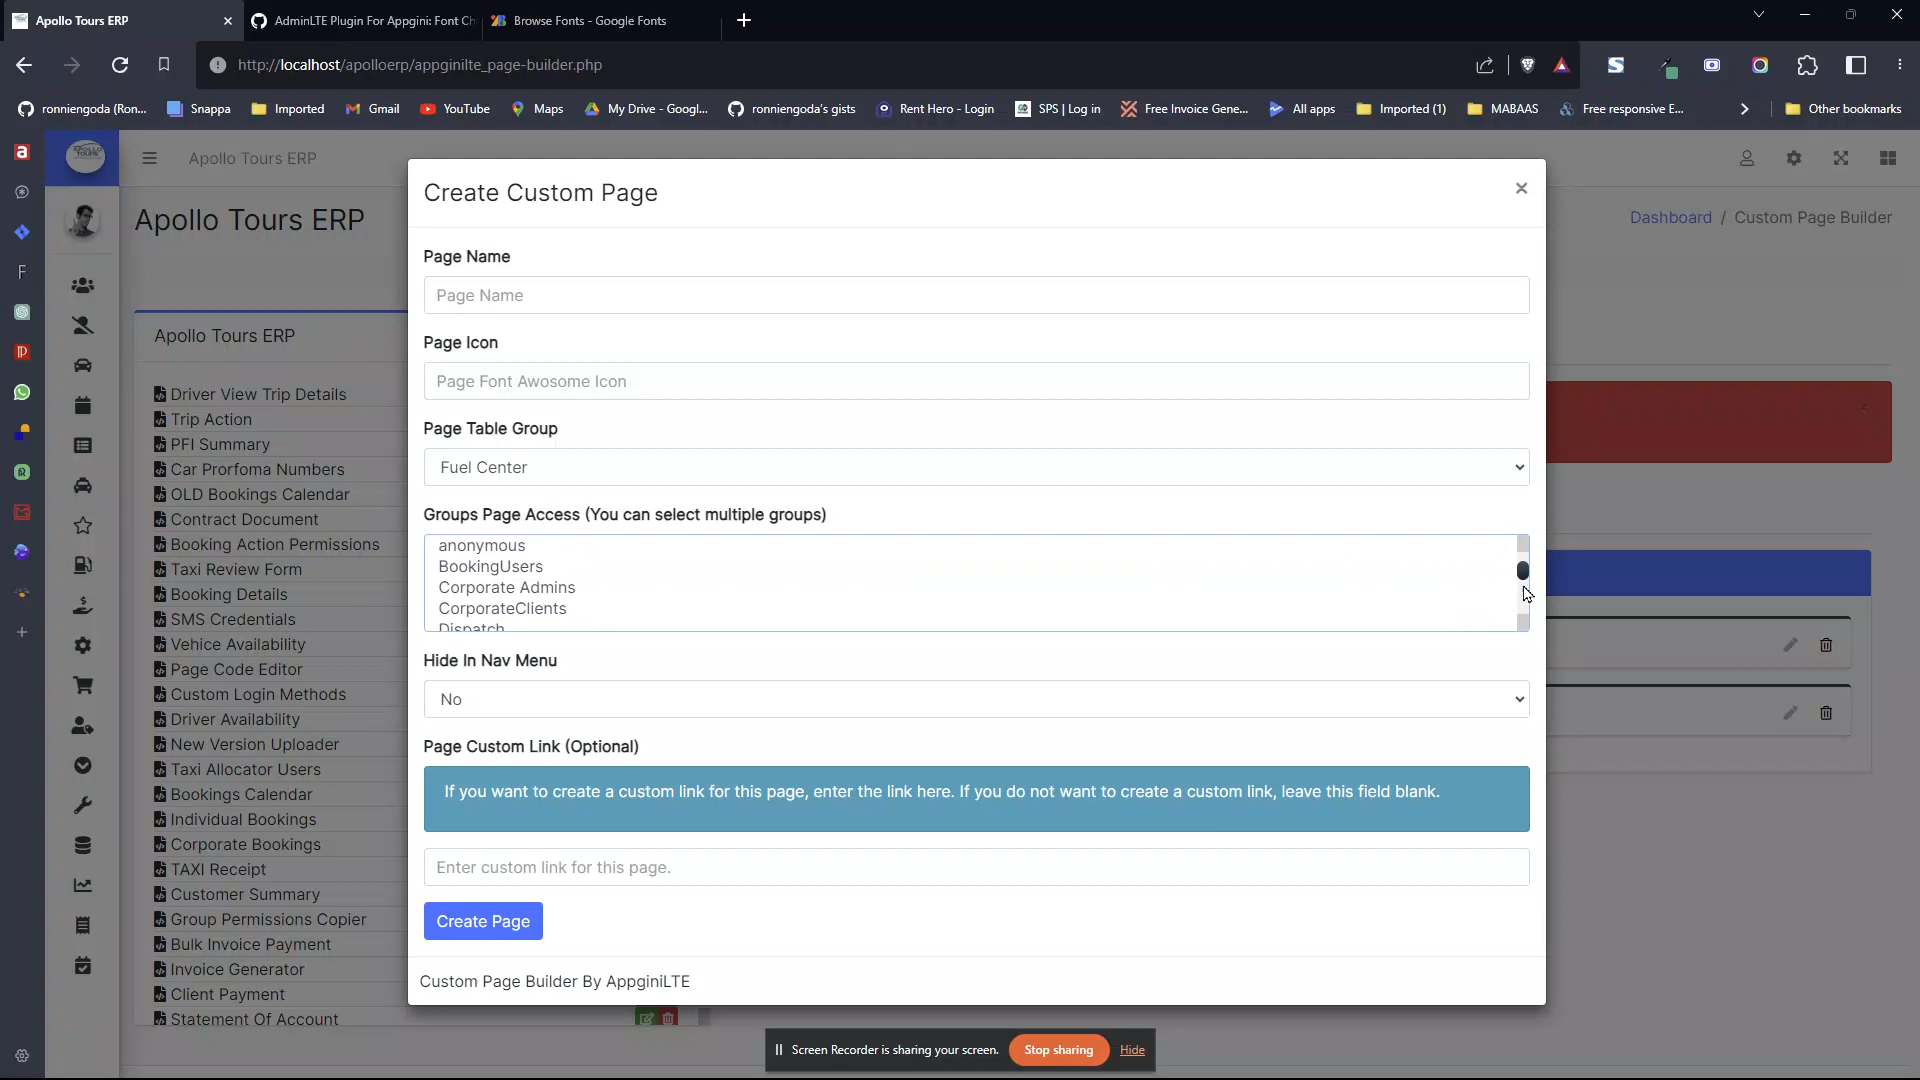 Apollo Tours ERP
AdminLTE Plugin For Appgini: Font Ch
Browse Fonts - Google Fonts
http://localhost/apolloerp/appginilte_page-builder.php
ronniengoda (Ron...
Snappa
Imported
Gmail
YouTube
Maps
My Drive - Googl...
ronniengoda's gists
Rent Hero - Login
SPS | Log in
Free Invoice Gene...
All apps
Imported (1)
MABAAS
Free responsive E...
Other bookmarks
Apollo Tours ERP
Apollo Tours ERP
Dashboard / Custom Page Builder
Apollo Tours ERP
Driver View Trip Details
Trip Action
PFI Summary
Car Prorfoma Numbers
OLD Bookings Calendar
Contract Document
Booking Action Permissions
Taxi Review Form
Booking Details
SMS Credentials
Vehice Availability
Page Code Editor
Custom Login Methods
Driver Availability
New Version Uploader
Taxi Allocator Users
Bookings Calendar
Individual Bookings
Corporate Bookings
TAXI Receipt
Customer Summary
Group Permissions Copier
Bulk Invoice Payment
Invoice Generator
Client Payment
Statement Of Account
Create Custom Page
Page Name
Page Name
Page Icon
Page Font Awosome Icon
Page Table Group
Fuel Center
Groups Page Access (You can select multiple groups)
anonymous
BookingUsers
Corporate Admins
CorporateClients
Dispatch
Hide In Nav Menu
No
Page Custom Link (Optional)
If you want to create a custom link for this page, enter the link here. If you do not want to create a custom link, leave this field blank.
Enter custom link for this page.
Create Page
Custom Page Builder By AppginiLTE
Screen Recorder is sharing your screen.
Stop sharing
Hide